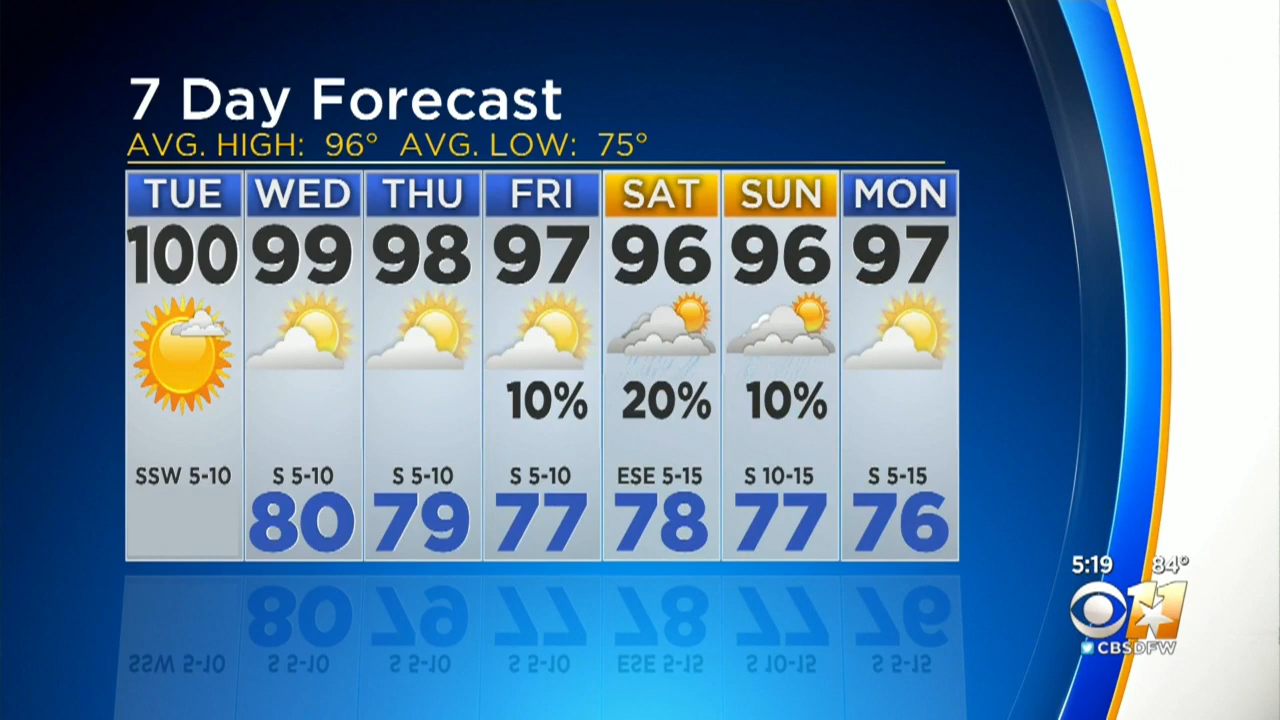 7 Day Forecast
AVG. HIGH: 96° AVG. LOW: 75°
TUE WED THU FRI SAT SUN MON
100 99 98 97 96 96 97
10% 20% 10%
SSW 5-10 S 5-10 S 5-10 S 5-10 ESE 5-15 S 10-15 S 5-15
80 79 77 78 77 76
5:19 84°
11
CBSDFW